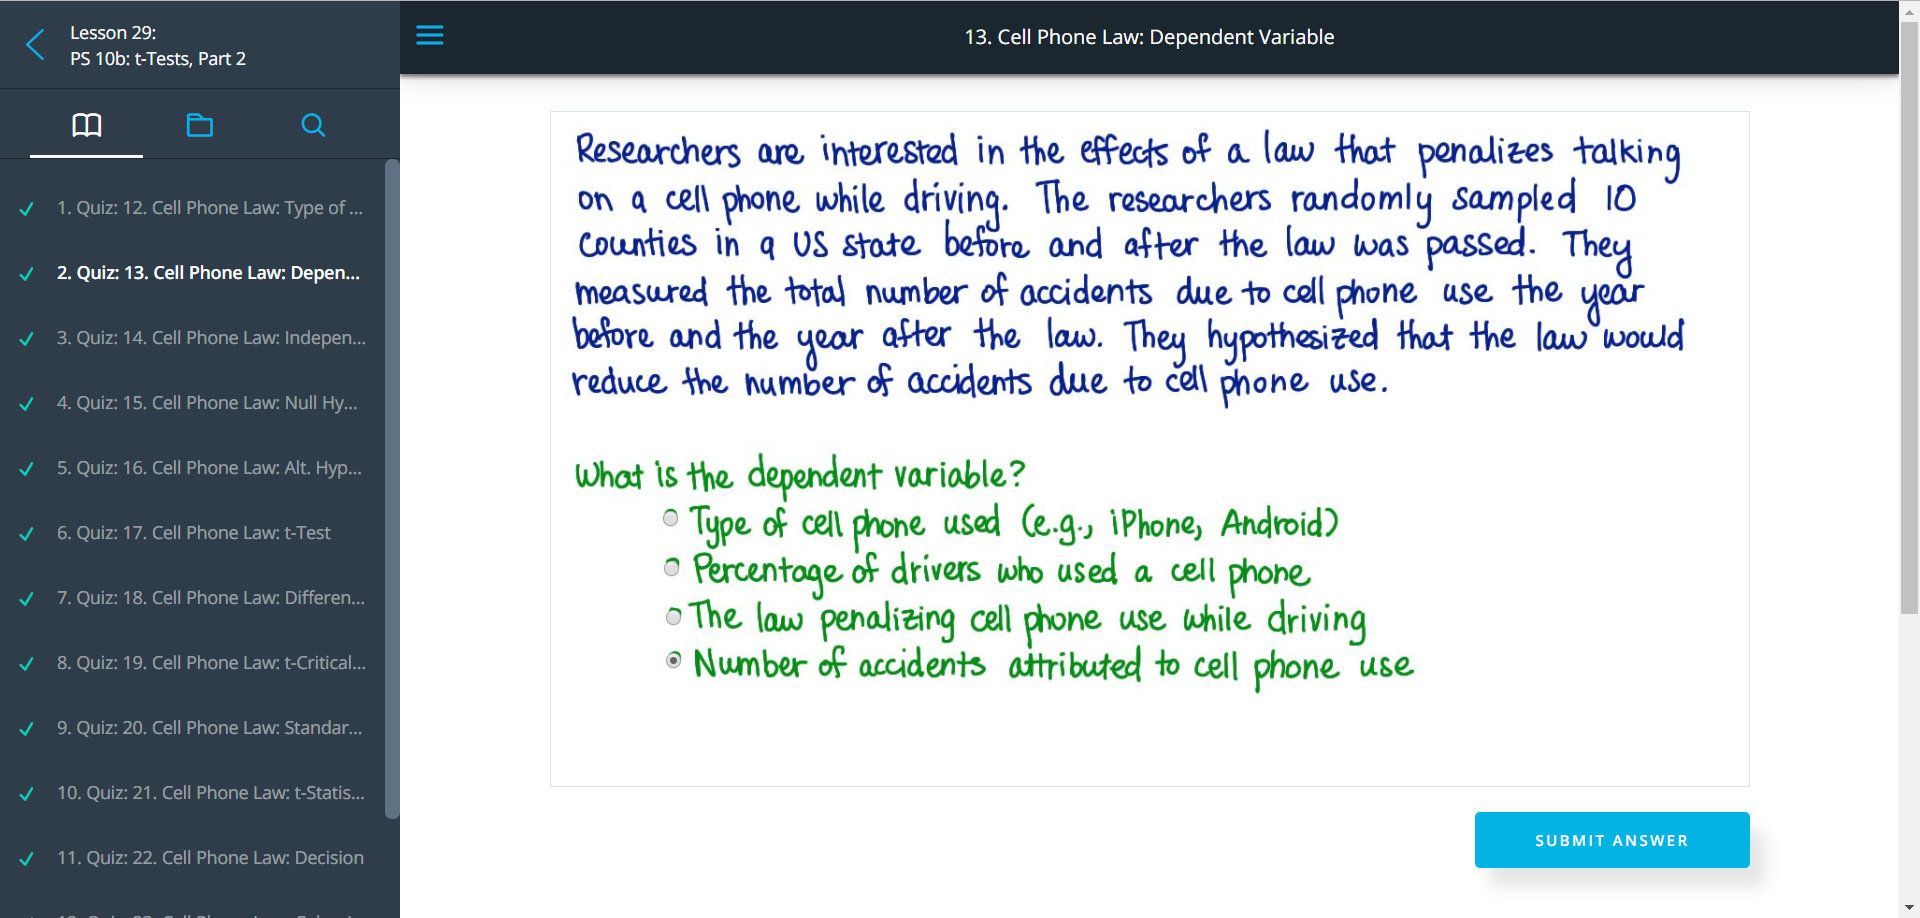 Lesson 29:
PS 10b: t-Tests, Part 2
1. Quiz: 12. Cell Phone Law: Type of ...
2. Quiz: 13. Cell Phone Law: Depen...
3. Quiz: 14. Cell Phone Law: Indepen...
4. Quiz: 15. Cell Phone Law: Null Hy...
5. Quiz: 16. Cell Phone Law: Alt. Hyp...
6. Quiz: 17. Cell Phone Law: t-Test
7. Quiz: 18. Cell Phone Law: Differen...
8. Quiz: 19. Cell Phone Law: t-Critical...
9. Quiz: 20. Cell Phone Law: Standar...
10. Quiz: 21. Cell Phone Law: t-Statis...
11. Quiz: 22. Cell Phone Law: Decision
13. Cell Phone Law: Dependent Variable
Researchers are interested in the effects of a law that penalizes talking
on a cell phone while driving. The researchers randomly sampled 10
counties in a US state before and after the law was passed. They
measured the total number of accidents due to cell phone use the year
before and the year after the law. They hypothesized that the law would
reduce the number of accidents due to cell phone use.
What is the dependent variable?
Type of cell phone used (e.g., iPhone, Android)
Percentage of drivers who used a cell phone
The law penalizing cell phone use while driving
Number of accidents attributed to cell phone use
SUBMIT ANSWER